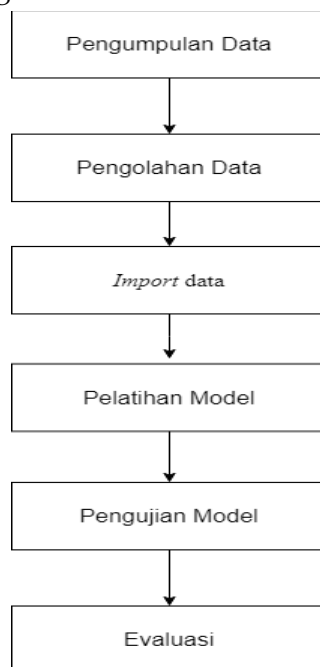 Pengumpulan Data
Pengolahan Data
Import data
Pelatihan Model
Pengujian Model
Evaluasi